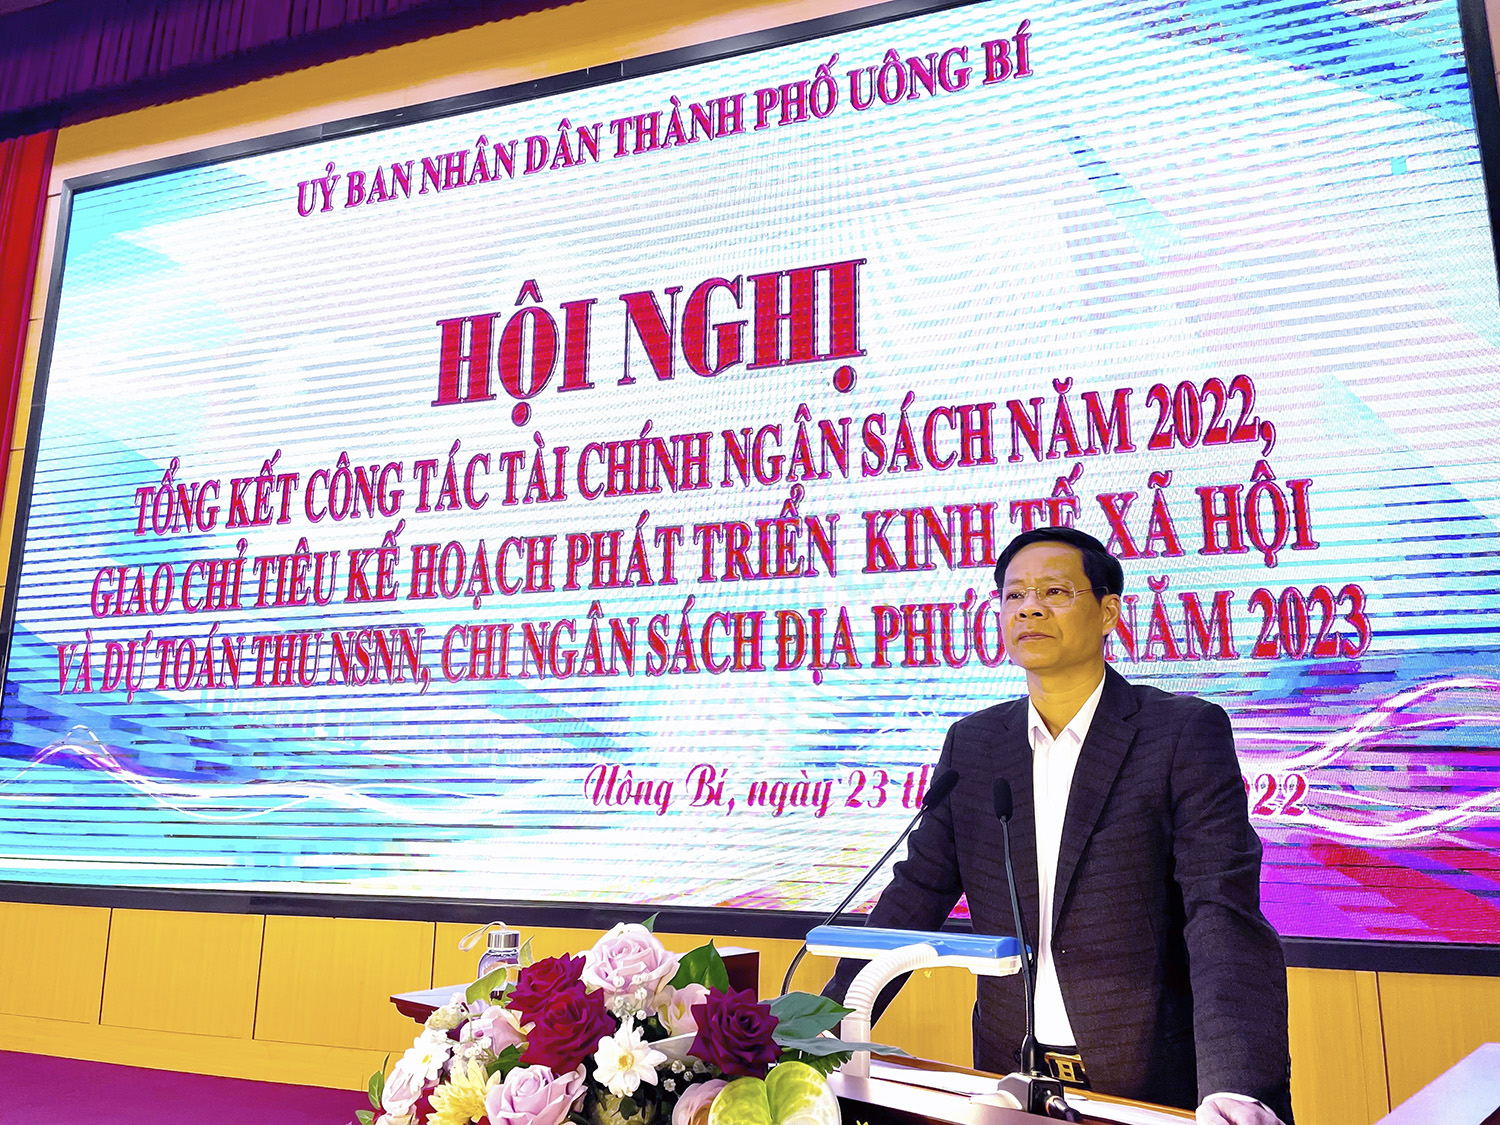 UỶ BAN NHÂN DÂN THÀNH PHỐ UÔNG BÍ
HỘI NGHỊ
TỔNG KẾT CÔNG TÁC TÀI CHÍNH NGÂN SÁCH NĂM 2022,
GIAO CHỈ TIÊU KẾ HOẠCH PHÁT TRIỂN KINH TẾ XÃ HỘI
VÀ DỰ TOÁN THU NSNN, CHI NGÂN SÁCH ĐỊA PHƯƠ NĂM 2023
Uông Bí, ngày 23 th 2022
H